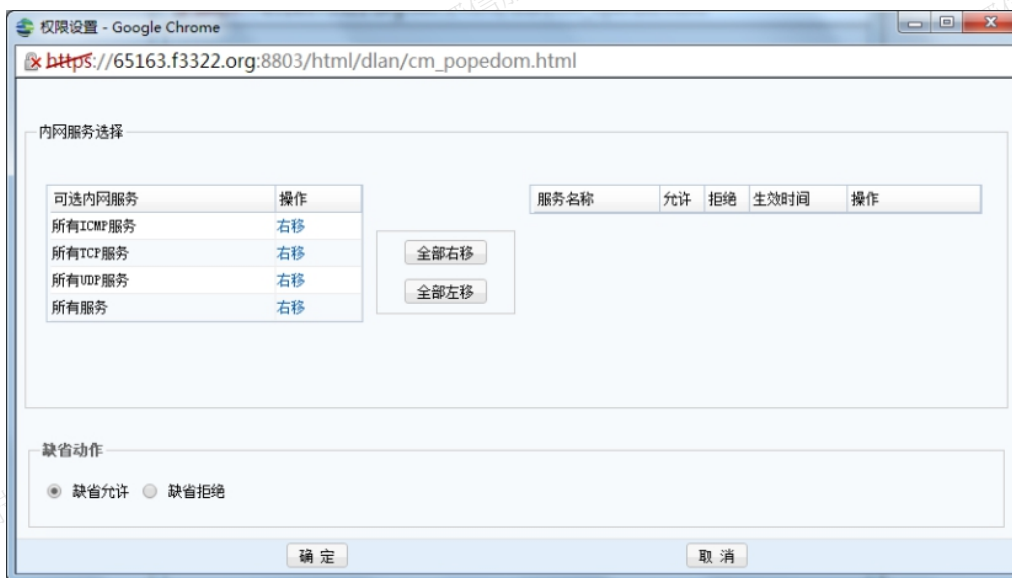 权限设置 - Google Chrome
https://65163.f3322.org:8803/html/dlan/cm_popedom.html
内网服务选择
可选内网服务 操作
所有ICMP服务 右移
所有TCP服务 右移
所有UDP服务 右移
所有服务 右移
全部右移
全部左移
服务名称 允许 拒绝 生效时间 操作
缺省动作
缺省允许 缺省拒绝
确定 取消